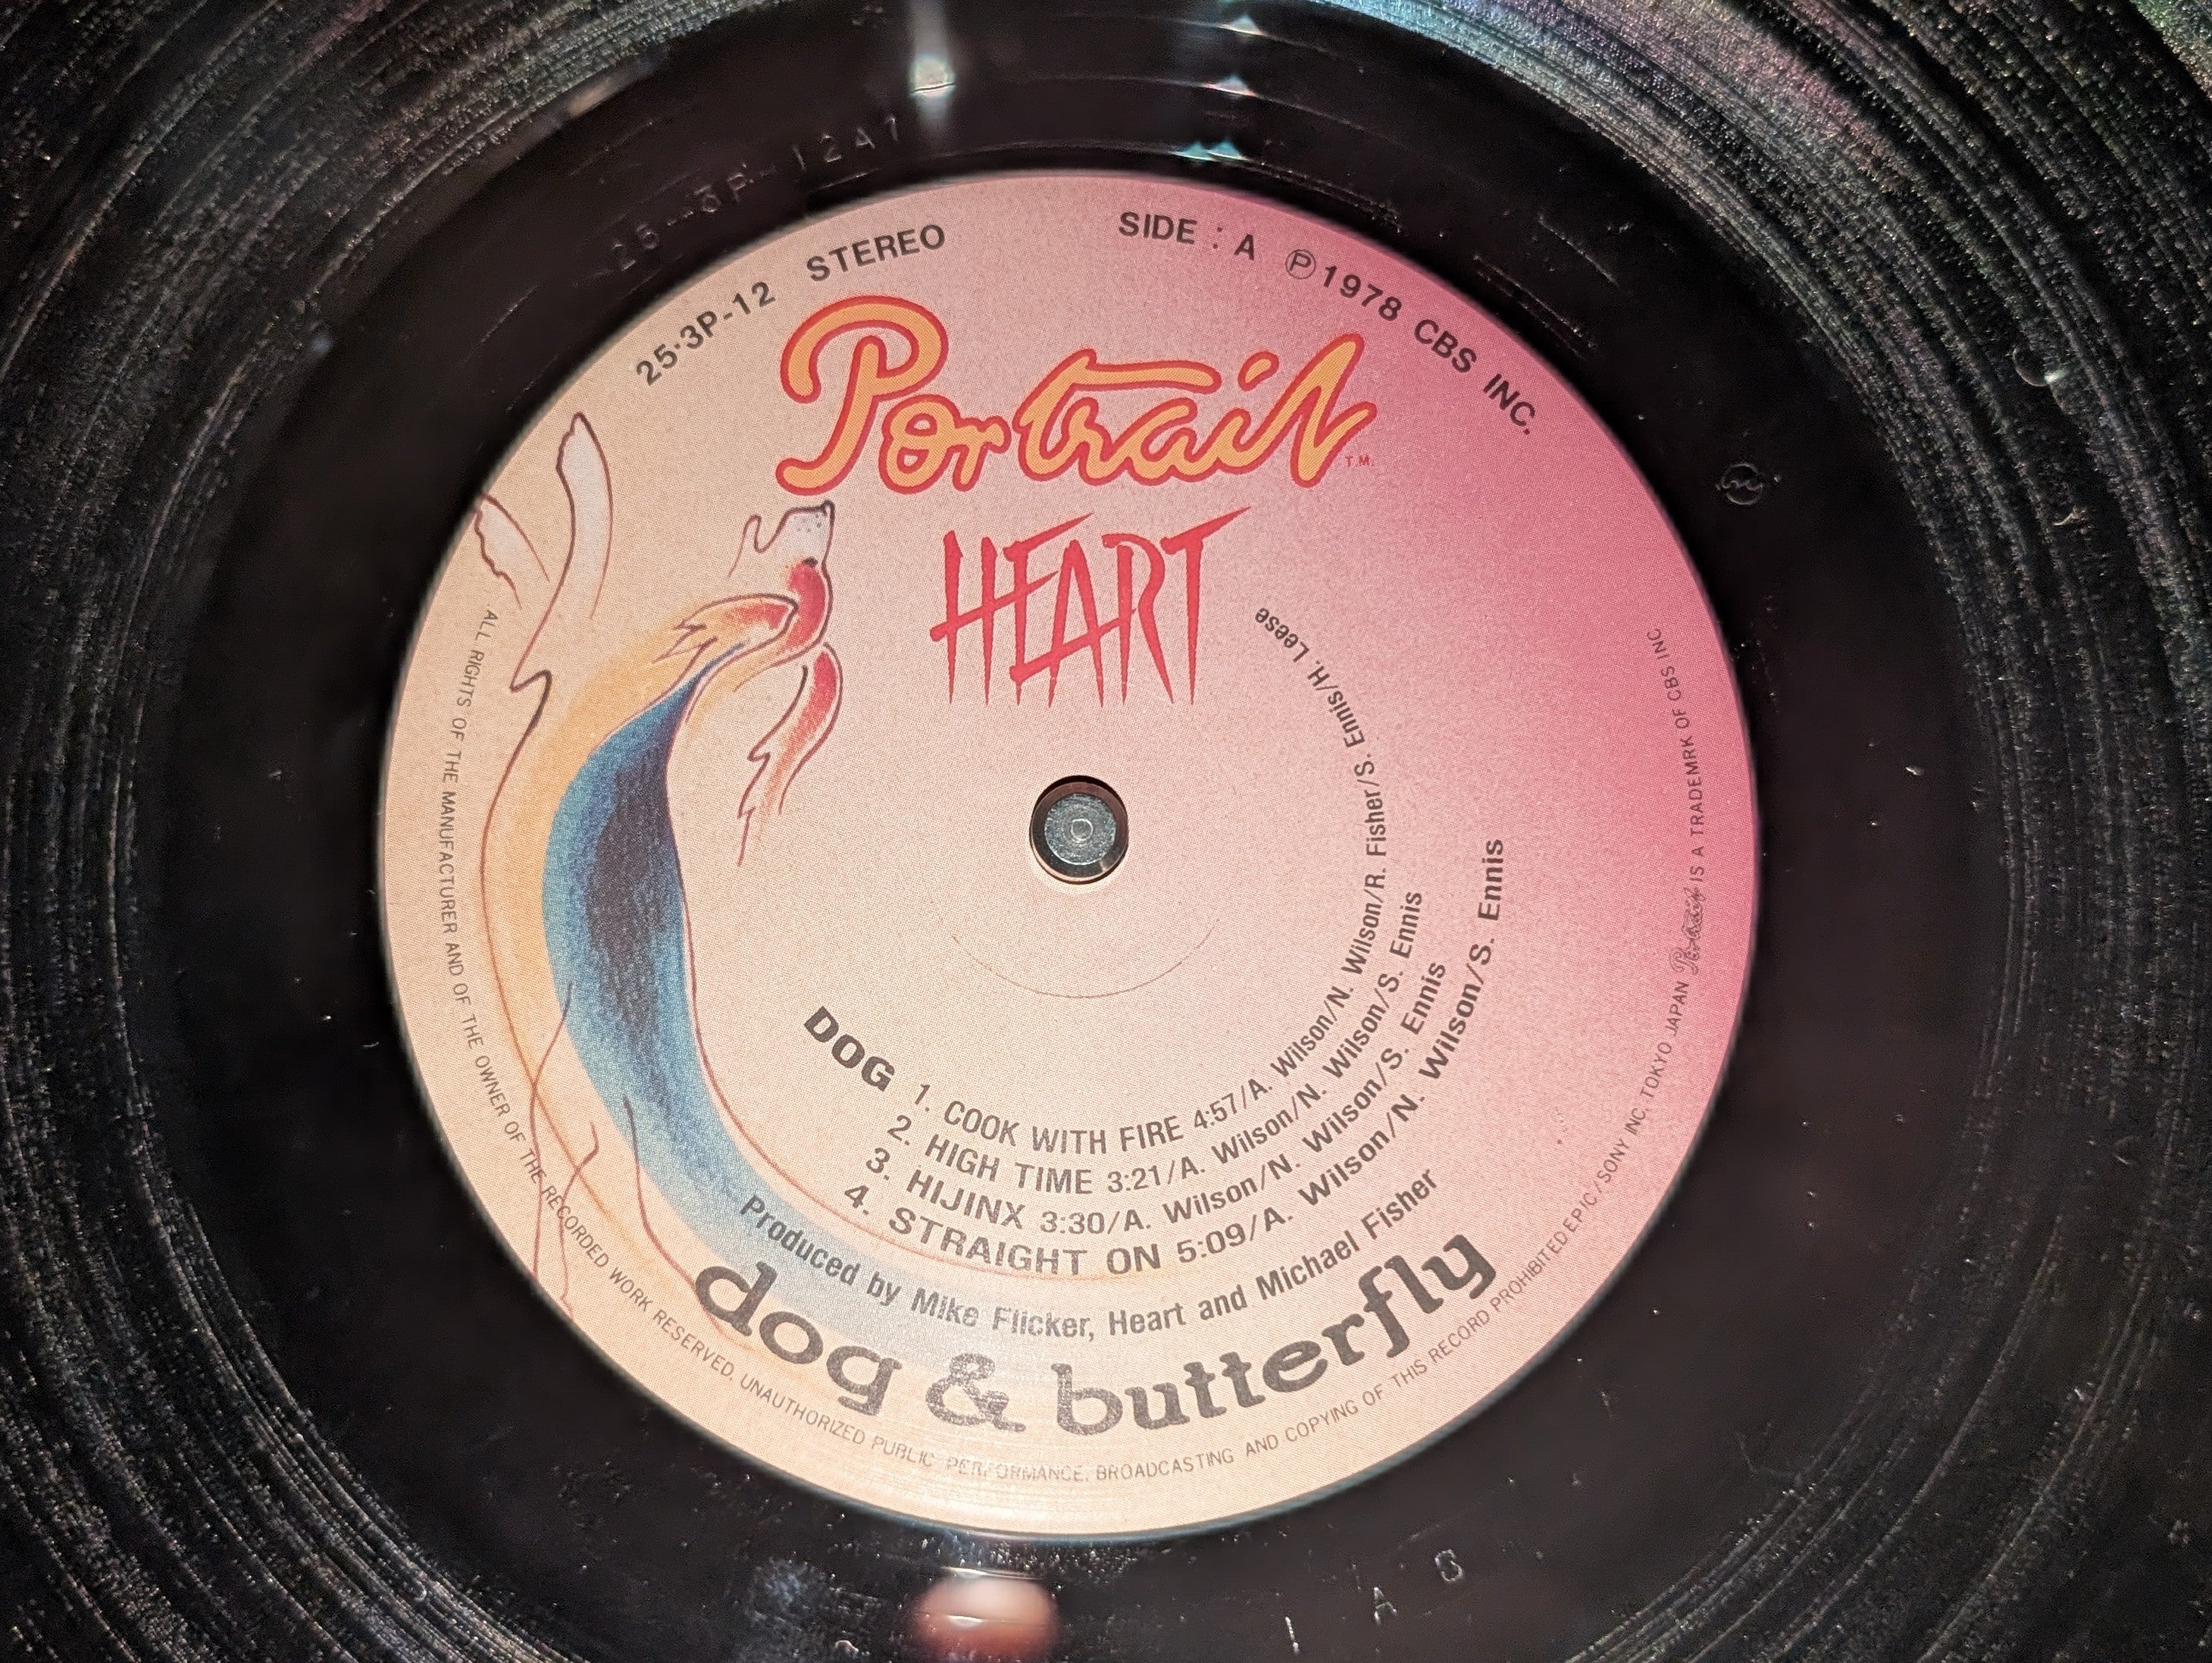 25-3P-12A1
25·3P-12 STEREO
SIDE : A ℗ 1978 CBS INC.
Portrait T.M.
HEART
DOG
1. COOK WITH FIRE 4:57/A. Wilson/N. Wilson/R. Fisher/S. Ennis/H. Leese
2. HIGH TIME 3:21/A. Wilson/N. Wilson/S. Ennis
3. HIJINX 3:30/A. Wilson/N. Wilson/S. Ennis
4. STRAIGHT ON 5:09/A. Wilson/N. Wilson/S. Ennis
Produced by Mike Flicker, Heart and Michael Fisher
dog & butterfly
ALL RIGHTS OF THE MANUFACTURER AND OF THE OWNER OF THE RECORDED WORK RESERVED. UNAUTHORIZED PUBLIC PERFORMANCE, BROADCASTING AND COPYING OF THIS RECORD PROHIBITED EPIC/SONY INC. TOKYO JAPAN Portrait IS A TRADEMRK OF CBS INC
1 A S